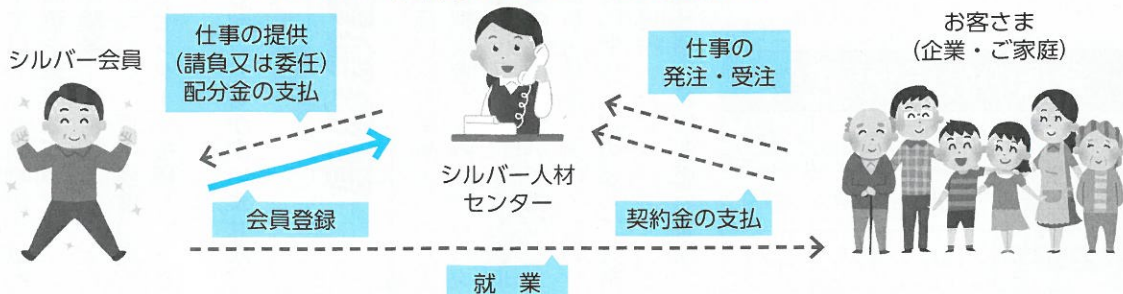 シルバー会員
仕事の提供
(請負又は委任)
配分金の支払
会員登録
シルバー人材
センター
仕事の
発注・受注
契約金の支払
お客さま
(企業・ご家庭)
就 業